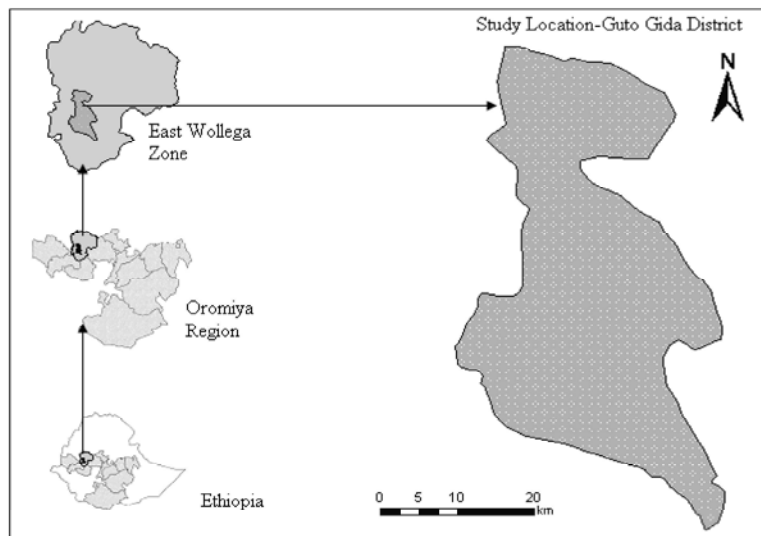 Study Location-Guto Gida District
N
East Wollega
Zone
Oromiya
Region
Ethiopia
0 5 10 20
km